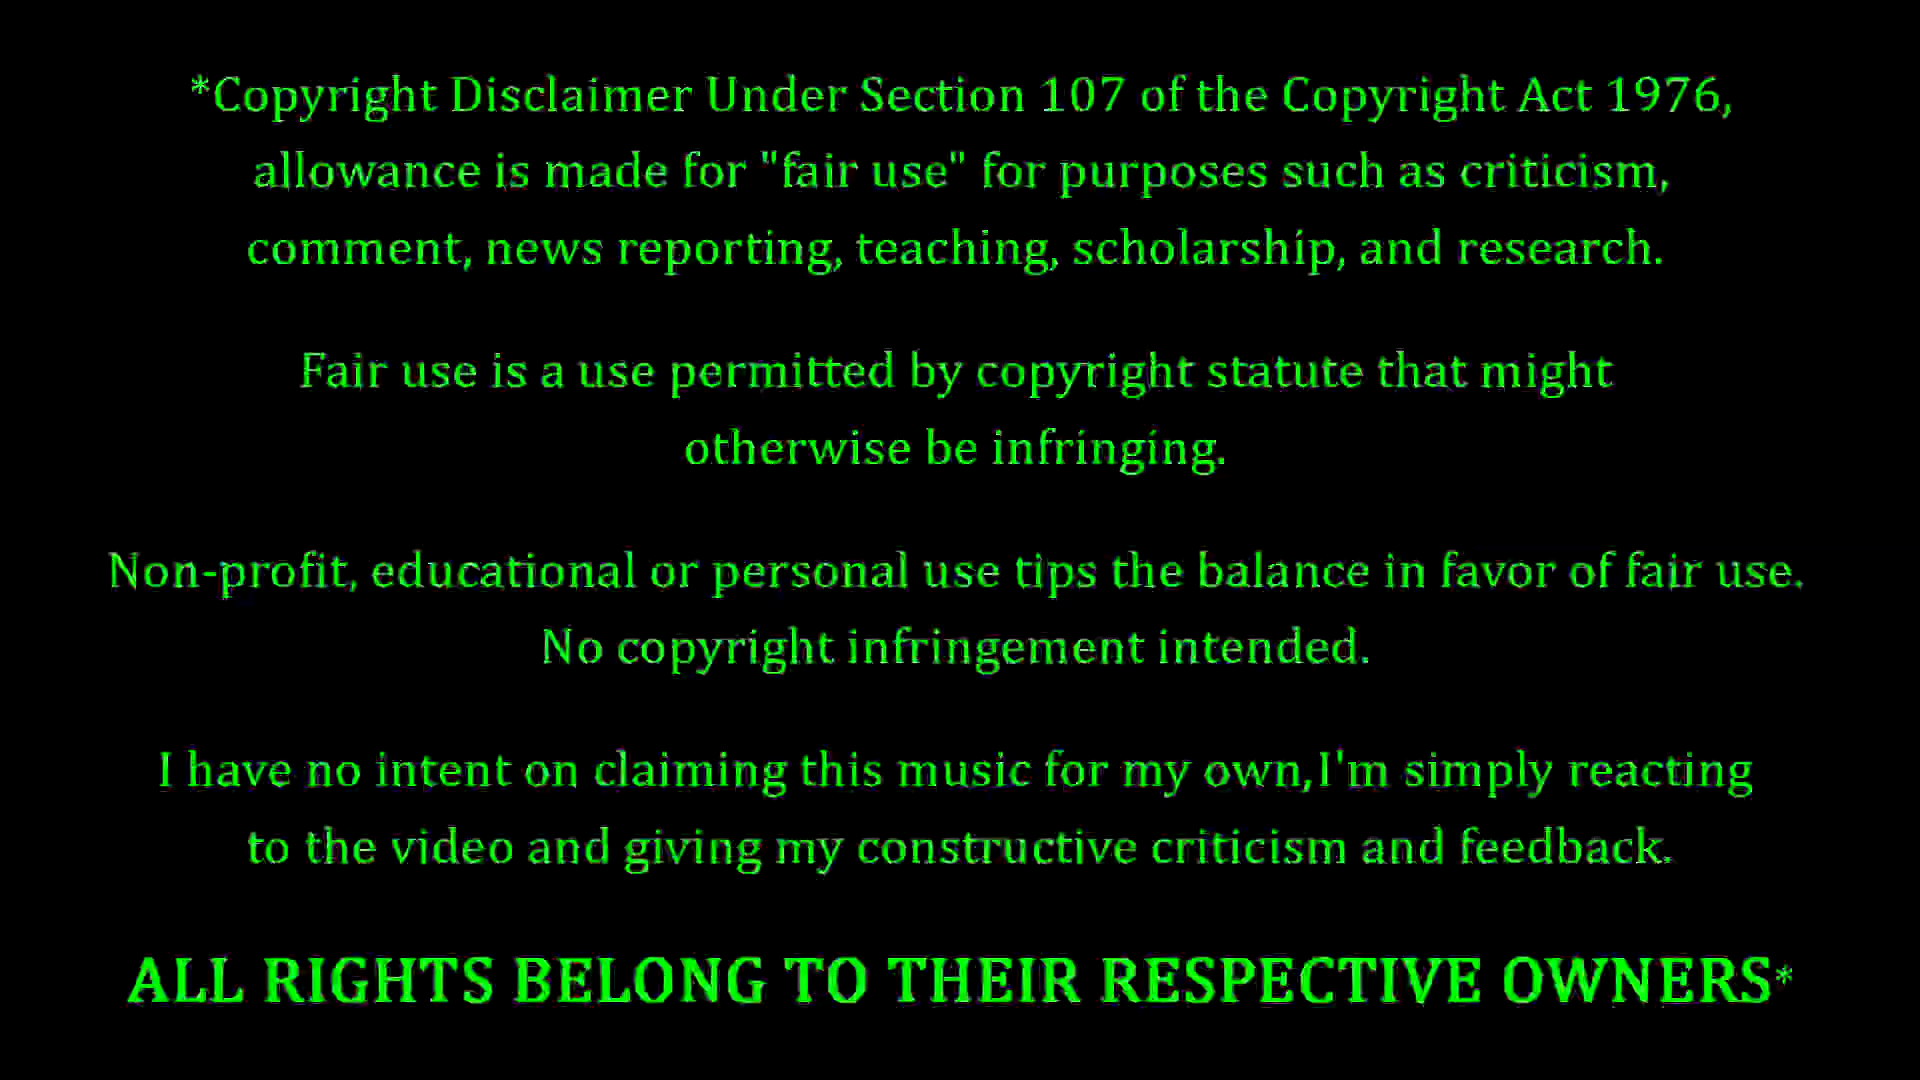 *Copyright Disclaimer Under Section 107 of the Copyright Act 1976,
allowance is made for "fair use" for purposes such as criticism,
comment, news reporting, teaching, scholarship, and research.
Fair use is a use permitted by copyright statute that might
otherwise be infringing.
Non-profit, educational or personal use tips the balance in favor of fair use.
No copyright infringement intended.
I have no intent on claiming this music for my own,I'm simply reacting
to the video and giving my constructive criticism and feedback.
ALL RIGHTS BELONG TO THEIR RESPECTIVE OWNERS*